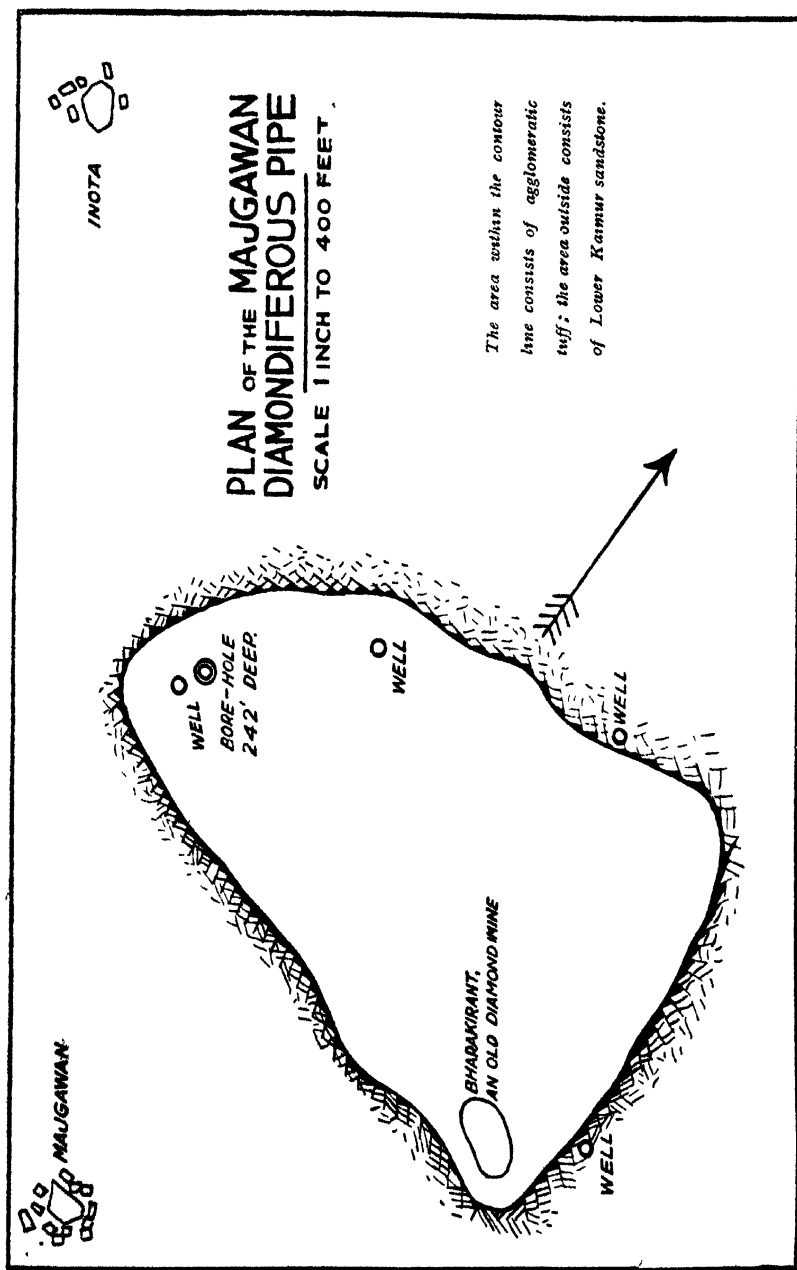 PLAN OF THE MAJGAWAN
DIAMONDIFEROUS PIPE
SCALE 1 INCH TO 400 FEET.
INOTA
MAJGAWAN
The area within the contour
line consists of agglomeratic
tuff; the area outside consists
of Lower Kaimur sandstone.
WELL
BORE-HOLE
242' DEEP.
WELL
WELL
BHADAKIRANT,
AN OLD DIAMOND MINE
WELL